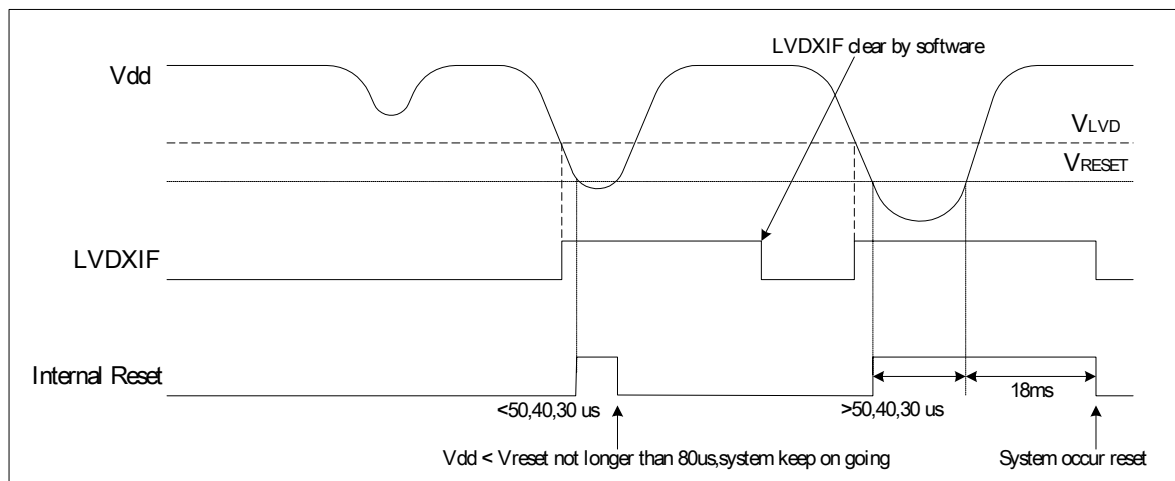 LVDXIF clear by software
Vdd
VLVD
VRESET
LVDXIF
Internal Reset
18ms
<50,40,30 us
>50,40,30 us
Vdd < Vreset not longer than 80us,system keep on going
System occur reset